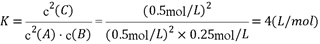 K = c²(C) / c²(A) · c(B) = (0.5mol/L)² / (0.5mol/L)² × 0.25mol/L = 4(L/mol)